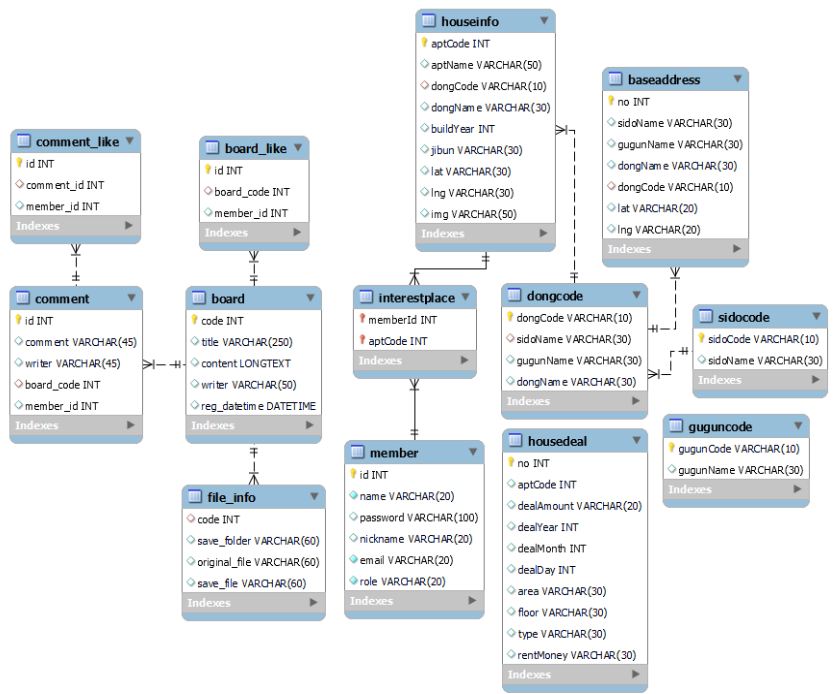 houseinfo
aptCode INT
aptName VARCHAR(50)
dongCode VARCHAR(10)
dongName VARCHAR(30)
buildYear INT
jibun VARCHAR(30)
lat VARCHAR(30)
lng VARCHAR(30)
img VARCHAR(50)
Indexes
baseaddress
no INT
sidoName VARCHAR(30)
gugunName VARCHAR(30)
dongName VARCHAR(30)
dongCode VARCHAR(10)
lat VARCHAR(20)
lng VARCHAR(20)
Indexes
comment_like
id INT
comment_id INT
member_id INT
Indexes
board_like
id INT
board_code INT
member_id INT
Indexes
comment
id INT
comment VARCHAR(45)
writer VARCHAR(45)
board_code INT
member_id INT
Indexes
board
code INT
title VARCHAR(250)
content LONGTEXT
writer VARCHAR(50)
reg_datetime DATETIME
Indexes
interestplace
memberId INT
aptCode INT
Indexes
dongcode
dongCode VARCHAR(10)
sidoName VARCHAR(30)
gugunName VARCHAR(30)
dongName VARCHAR(30)
Indexes
sidocode
sidoCode VARCHAR(10)
sidoName VARCHAR(30)
Indexes
guguncode
gugunCode VARCHAR(10)
gugunName VARCHAR(30)
Indexes
file_info
code INT
save_folder VARCHAR(60)
original_file VARCHAR(60)
save_file VARCHAR(60)
Indexes
member
id INT
name VARCHAR(20)
password VARCHAR(100)
nickname VARCHAR(20)
email VARCHAR(20)
role VARCHAR(20)
Indexes
housedeal
no INT
aptCode INT
dealAmount VARCHAR(20)
dealYear INT
dealMonth INT
dealDay INT
area VARCHAR(30)
floor VARCHAR(30)
type VARCHAR(30)
rentMoney VARCHAR(30)
Indexes